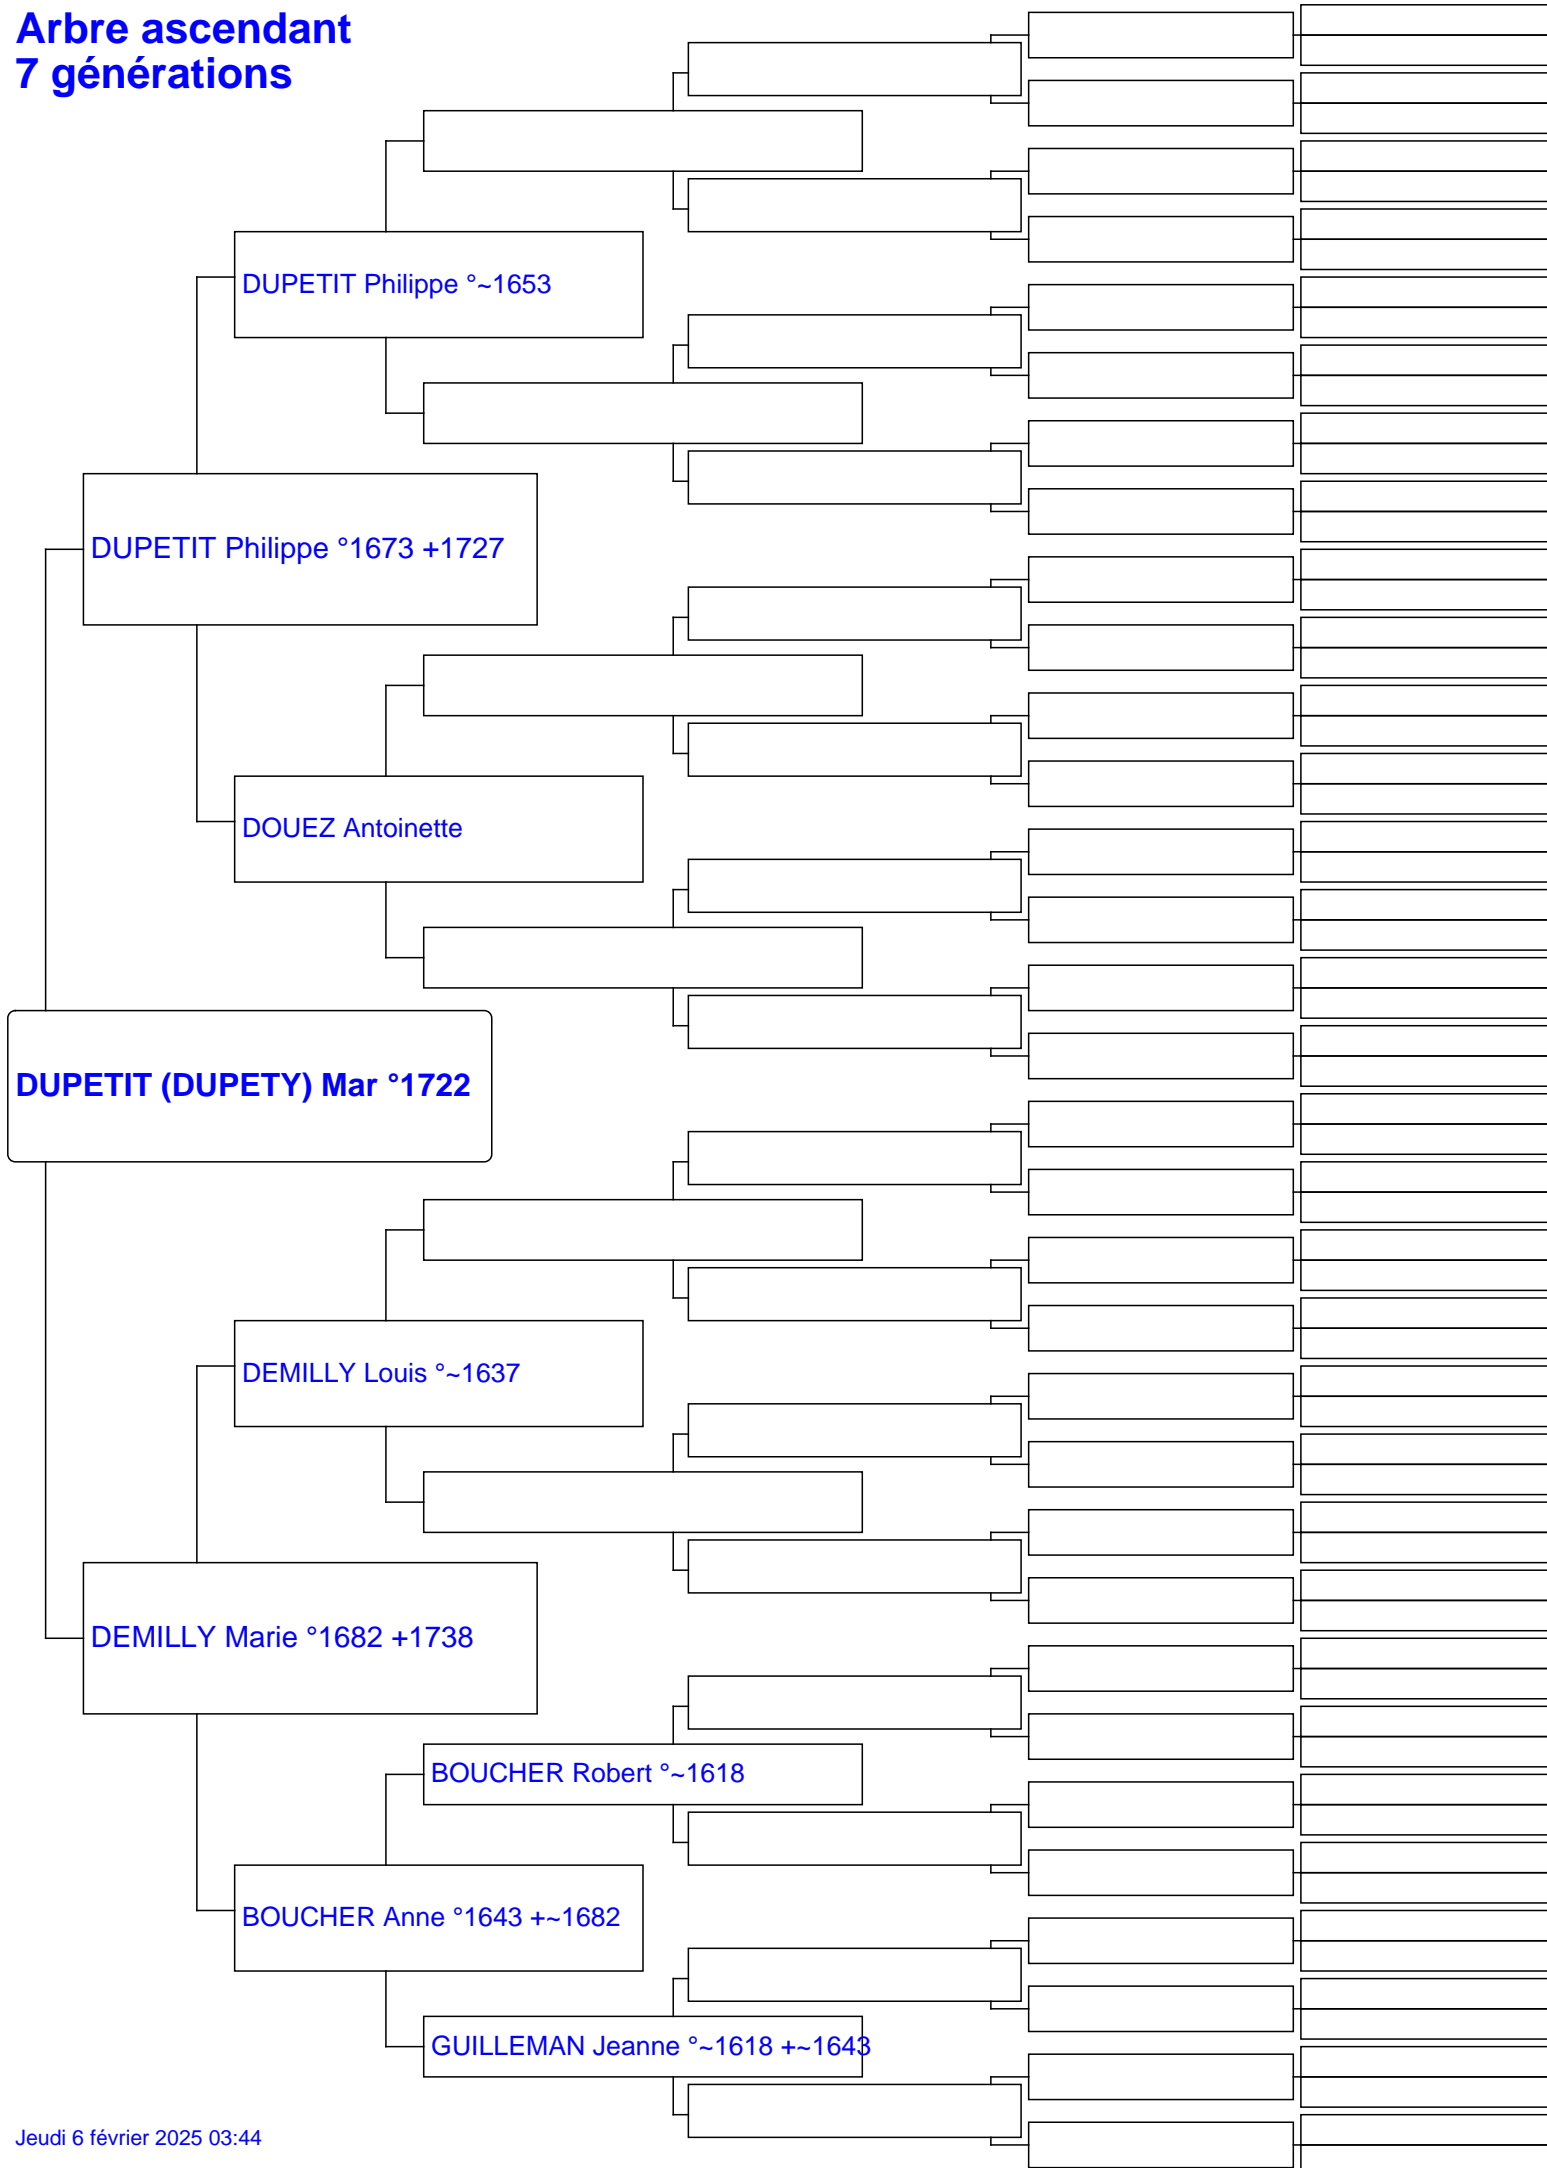 Arbre ascendant
7 générations
DUPETIT Philippe °~1653
DUPETIT Philippe °1673 +1727
DOUEZ Antoinette
DUPETIT (DUPETY) Mar °1722
DEMILLY Louis °~1637
DEMILLY Marie °1682 +1738
BOUCHER Robert °~1618
BOUCHER Anne °1643 +~1682
GUILLEMAN Jeanne °~1618 +~1643
Jeudi 6 février 2025 03:44